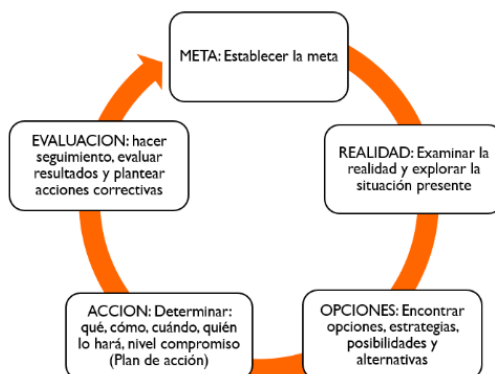 META: Establecer la meta
REALIDAD: Examinar la
realidad y explorar la
situación presente
OPCIONES: Encontrar
opciones, estrategias,
posibilidades y
alternativas
ACCION: Determinar:
qué, cómo, cuándo, quién
lo hará, nivel compromiso
(Plan de acción)
EVALUACION: hacer
seguimiento, evaluar
resultados y plantear
acciones correctivas